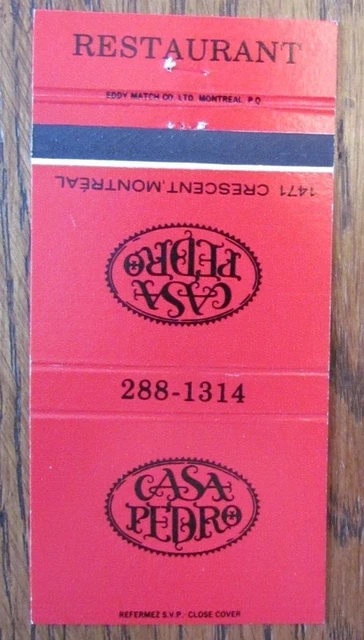 RESTAURANT
EDDY MATCH CO. LTD. MONTREAL, P.Q.
1471 CRESCENT, MONTRÉAL
CASA
PEDRO
288-1314
CASA
PEDRO
REFERMEZ S.V.P. - CLOSE COVER